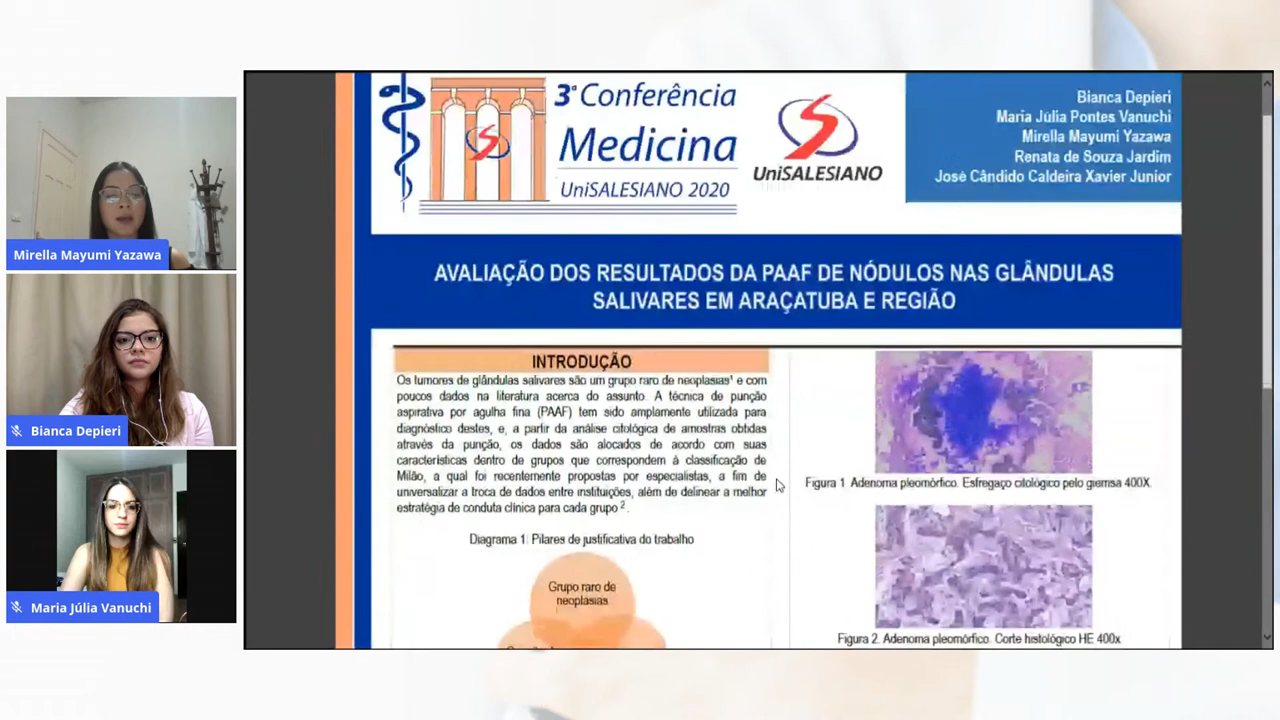 Mirella Mayumi Yazawa
Bianca Depieri
Maria Júlia Vanuchi
3ª Conferência
Medicina
UniSALESIANO 2020
UniSALESIANO
Bianca Depieri
Maria Júlia Pontes Vanuchi
Mirella Mayumi Yazawa
Renata de Souza Jardim
José Cândido Caldeira Xavier Junior
AVALIAÇÃO DOS RESULTADOS DA PAAF DE NÓDULOS NAS GLÂNDULAS
SALIVARES EM ARAÇATUBA E REGIÃO
INTRODUÇÃO
Os tumores de glândulas salivares são um grupo raro de neoplasias¹ e com
poucos dados na literatura acerca do assunto. A técnica de punção
aspirativa por agulha fina (PAAF) tem sido amplamente utilizada para
diagnóstico destes, e, a partir da análise citológica de amostras obtidas
através da punção, os dados são alocados de acordo com suas
características dentro de grupos que correspondem à classificação de
Milão, a qual foi recentemente propostas por especialistas, a fim de
universalizar a troca de dados entre instituições, além de delinear a melhor
estratégia de conduta clínica para cada grupo ².
Diagrama 1: Pilares de justificativa do trabalho
Grupo raro de
neoplasias
Figura 1 Adenoma pleomórfico. Esfregaço citológico pelo giemsa 400X.
Figura 2. Adenoma pleomórfico. Corte histológico HE 400x